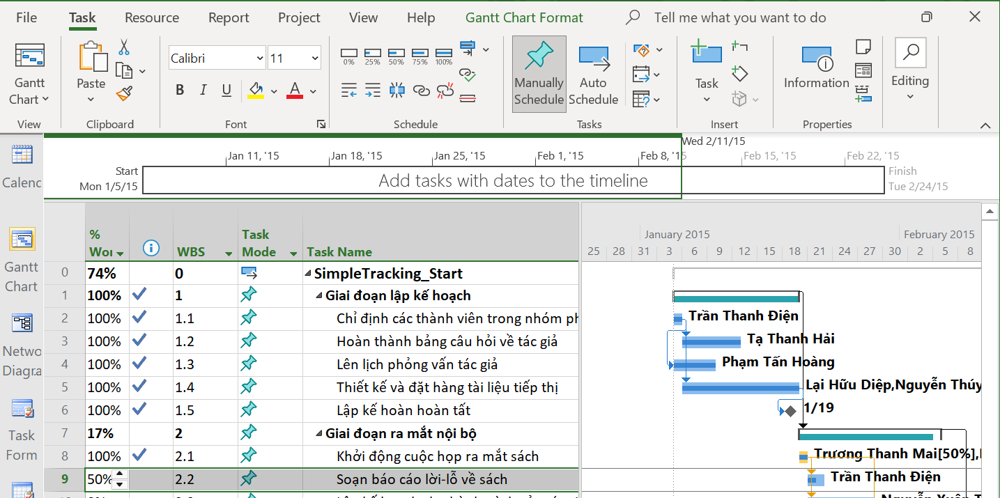 File Task Resource Report Project View Help Gantt Chart Format Tell me what you want to do
Gantt Chart
Paste
Calibri 11
B I U A
0% 25% 50% 75% 100%
Manually Schedule
Auto Schedule
Task
Information
Editing
View Clipboard Font Schedule Tasks Insert Properties
Wed 2/11/15
Jan 11, '15 Jan 18, '15 Jan 25, '15 Feb 1, '15 Feb 8, '15 Feb 15, '15 Feb 22, '15
Start
Mon 1/5/15
Add tasks with dates to the timeline
Finish
Tue 2/24/15
Calenc
Gantt
Chart
Netwo
Diagra
Task
Form
% Wor WBS Task Mode Task Name
January 2015 February 2015
25 28 31 3 6 9 12 15 18 21 24 27 30 2 5 8
0 74% 0 SimpleTracking_Start
1 100% 1 Giai đoạn lập kế hoạch
2 100% 1.1 Chỉ định các thành viên trong nhóm ph Trần Thanh Điện
3 100% 1.2 Hoàn thành bảng câu hỏi về tác giả Tạ Thanh Hải
4 100% 1.3 Lên lịch phỏng vấn tác giả Phạm Tấn Hoàng
5 100% 1.4 Thiết kế và đặt hàng tài liệu tiếp thị Lại Hữu Diệp,Nguyễn Thúy
6 100% 1.5 Lập kế hoàn hoàn tất 1/19
7 17% 2 Giai đoạn ra mắt nội bộ
8 100% 2.1 Khởi động cuộc họp ra mắt sách Trương Thanh Mai[50%],
9 50% 2.2 Soạn báo cáo lời-lỗ về sách Trần Thanh Điện